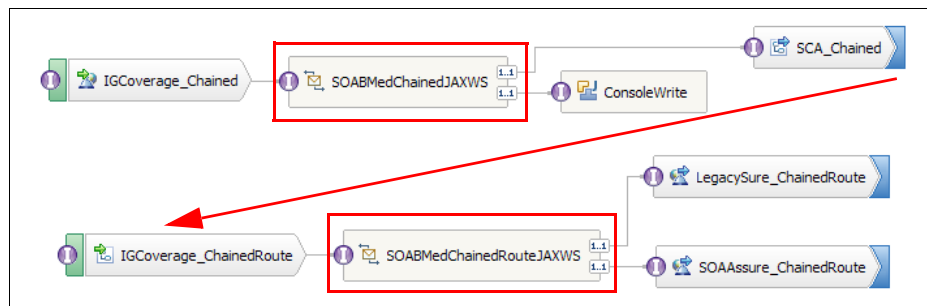 SCA_Chained
1..1
IGCoverage_Chained
SOABMedChainedJAXWS
1..1
ConsoleWrite
LegacySure_ChainedRoute
1..1
IGCoverage_ChainedRoute
SOABMedChainedRouteJAXWS
1..1
SOAAssure_ChainedRoute